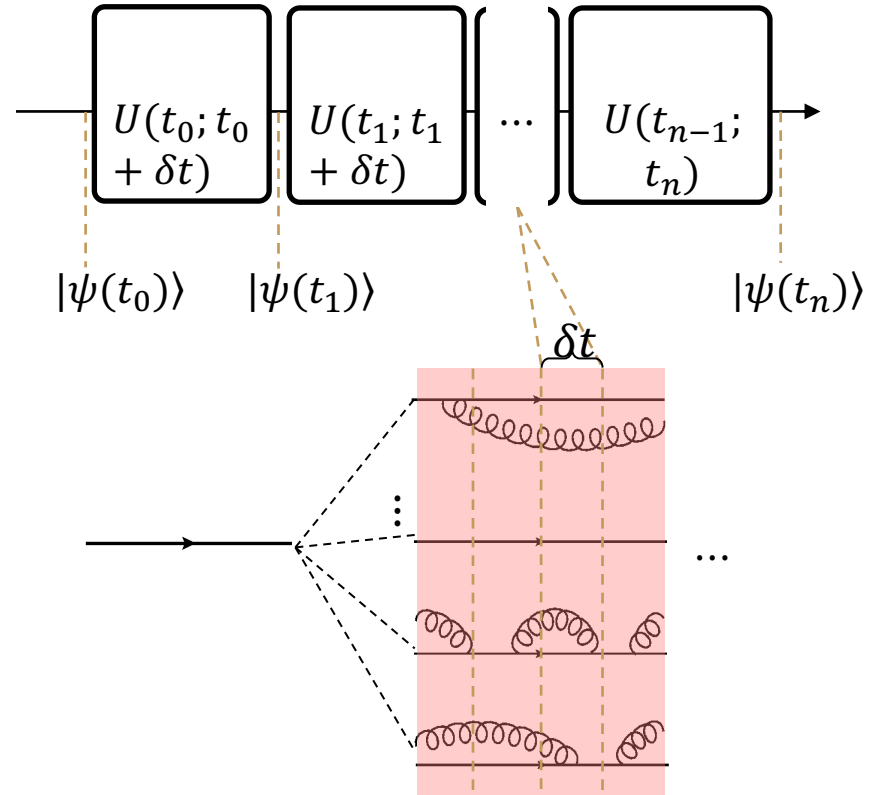 U(t₀; t₀ U(t₁; t₁ ... U(tₙ₋₁;
+ δt) + δt) tₙ)
|ψ(t₀)⟩ |ψ(t₁)⟩ |ψ(tₙ)⟩
δt
⋮
...